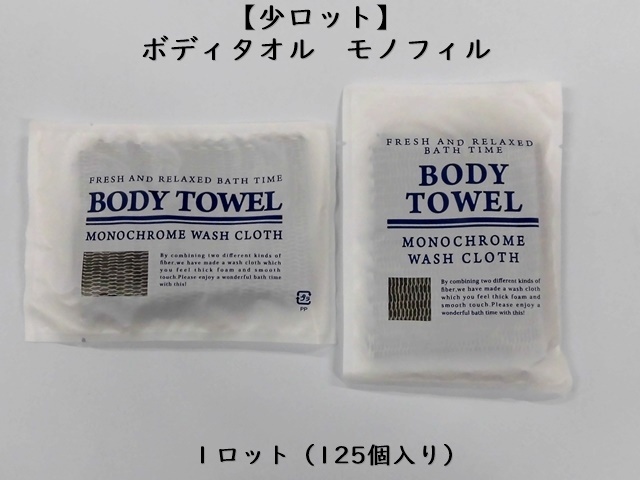 【少ロット】
ボディタオル モノフィル
FRESH AND RELAXED BATH TIME
BODY TOWEL
MONOCHROME WASH CLOTH
By combining two different kinds of
fiber,we have made a wash cloth which
you feel thick foam and smooth
touch.Please enjoy a wonderful bath time
with this!
プラ
PP
FRESH AND RELAXED
BATH TIME
BODY
TOWEL
MONOCHROME
WASH CLOTH
By combining two different kinds of
fiber,we have made a wash cloth
which you feel thick foam and
smooth touch.Please enjoy a
wonderful bath time with this!
1ロット（125個入り）